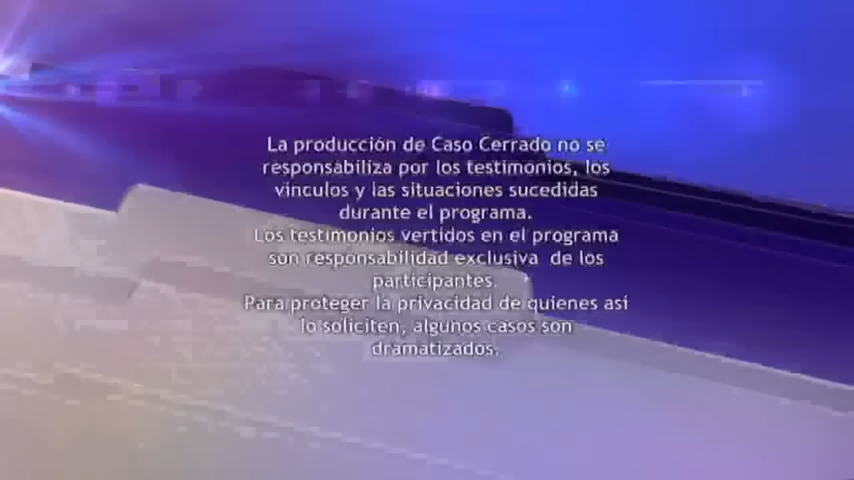 La producción de Caso Cerrado no se
responsabiliza por los testimonios, los
vínculos y las situaciones sucedidas
durante el programa.
Los testimonios vertidos en el programa
son responsabilidad exclusiva de los
participantes.
Para proteger la privacidad de quienes así
lo soliciten, algunos casos son
dramatizados.